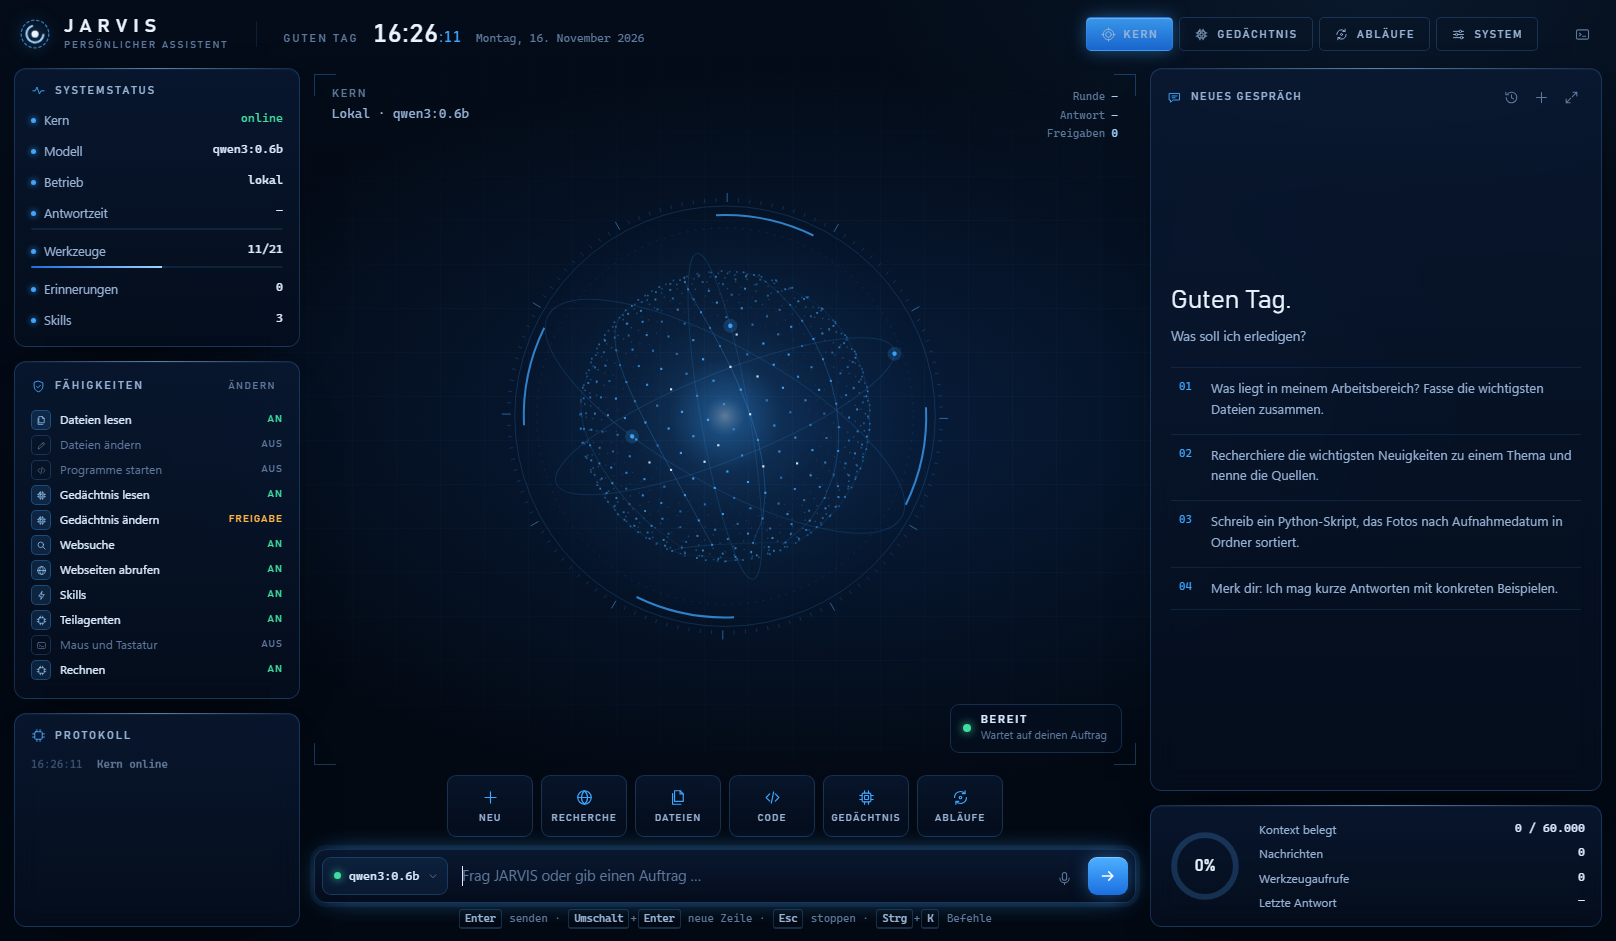 JARVIS
PERSÖNLICHER ASSISTENT
GUTEN TAG 16:26:11 Montag, 16. November 2026
KERN
GEDÄCHTNIS
ABLÄUFE
SYSTEM
SYSTEMSTATUS
Kern online
Modell qwen3:0.6b
Betrieb lokal
Antwortzeit –
Werkzeuge 11/21
Erinnerungen 0
Skills 3
FÄHIGKEITEN ÄNDERN
Dateien lesen AN
Dateien ändern AUS
Programme starten AUS
Gedächtnis lesen AN
Gedächtnis ändern FREIGABE
Websuche AN
Webseiten abrufen AN
Skills AN
Teilagenten AN
Maus und Tastatur AUS
Rechnen AN
PROTOKOLL
16:26:11 Kern online
KERN
Lokal · qwen3:0.6b
Runde –
Antwort –
Freigaben 0
BEREIT
Wartet auf deinen Auftrag
NEU
RECHERCHE
DATEIEN
CODE
GEDÄCHTNIS
ABLÄUFE
qwen3:0.6b
Frag JARVIS oder gib einen Auftrag ...
Enter senden · Umschalt+Enter neue Zeile · Esc stoppen · Strg+K Befehle
NEUES GESPRÄCH
Guten Tag.
Was soll ich erledigen?
01 Was liegt in meinem Arbeitsbereich? Fasse die wichtigsten
Dateien zusammen.
02 Recherchiere die wichtigsten Neuigkeiten zu einem Thema und
nenne die Quellen.
03 Schreib ein Python-Skript, das Fotos nach Aufnahmedatum in
Ordner sortiert.
04 Merk dir: Ich mag kurze Antworten mit konkreten Beispielen.
0%
Kontext belegt 0 / 60.000
Nachrichten 0
Werkzeugaufrufe 0
Letzte Antwort –